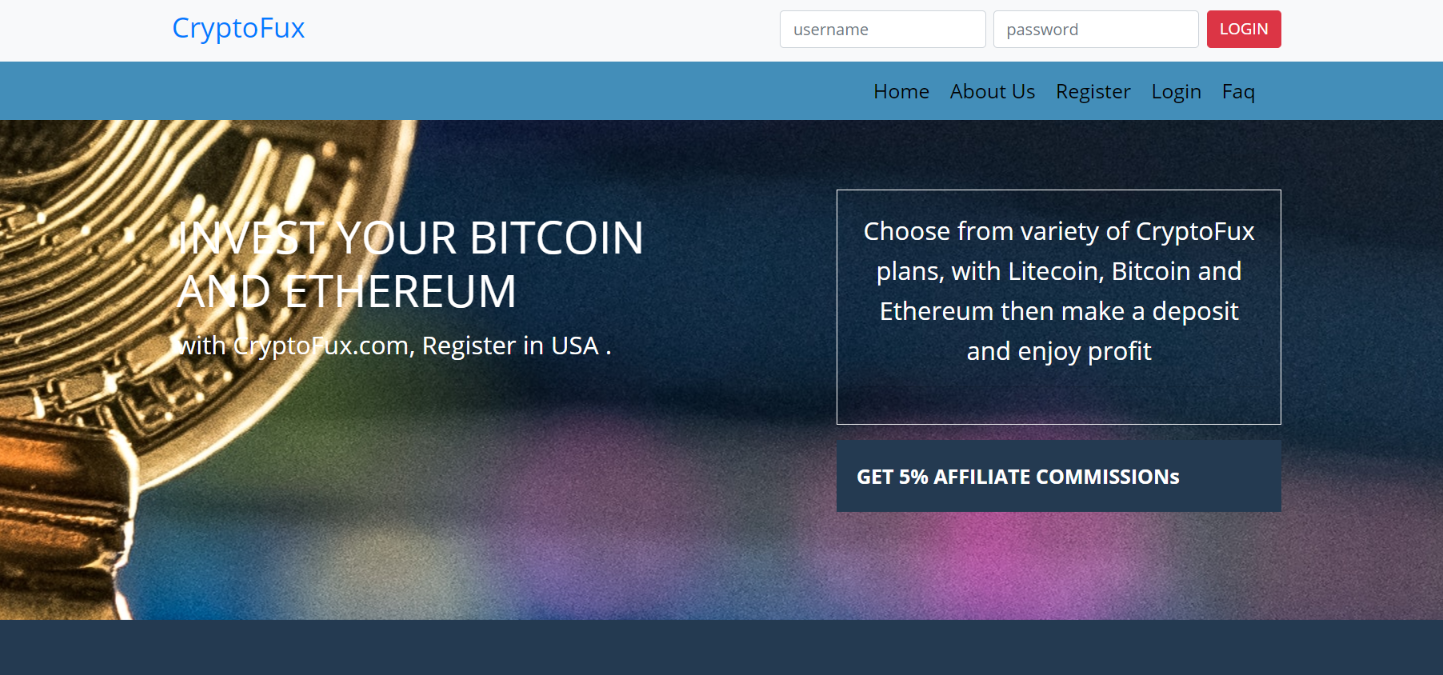 CryptoFux
username
password
LOGIN
Home
About Us
Register
Login
Faq
INVEST YOUR BITCOIN
AND ETHEREUM
with CryptoFux.com, Register in USA .
Choose from variety of CryptoFux
plans, with Litecoin, Bitcoin and
Ethereum then make a deposit
and enjoy profit
GET 5% AFFILIATE COMMISSIONs